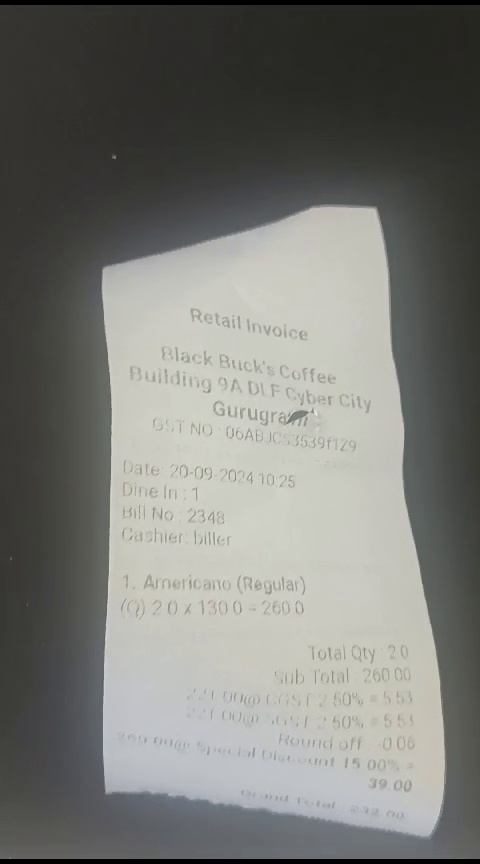 Retail Invoice
Black Buck's Coffee
Building 9A DLF Cyber City
Gurugram
GST NO : 06ABJCS3539f1Z9
Date: 20-09-2024 10:25
Dine In : 1
Bill No : 2348
Cashier: biller
1. Americano (Regular)
(Q) 2.0 x 130.0 = 260.0
Total Qty : 2.0
Sub Total : 260.00
221.00@ CGST 2.50% = 5.53
221.00@ SGST 2.50% = 5.53
Round off : -0.06
260.00@ Special Discount 15.00% =
39.00
Grand Total : 232.00